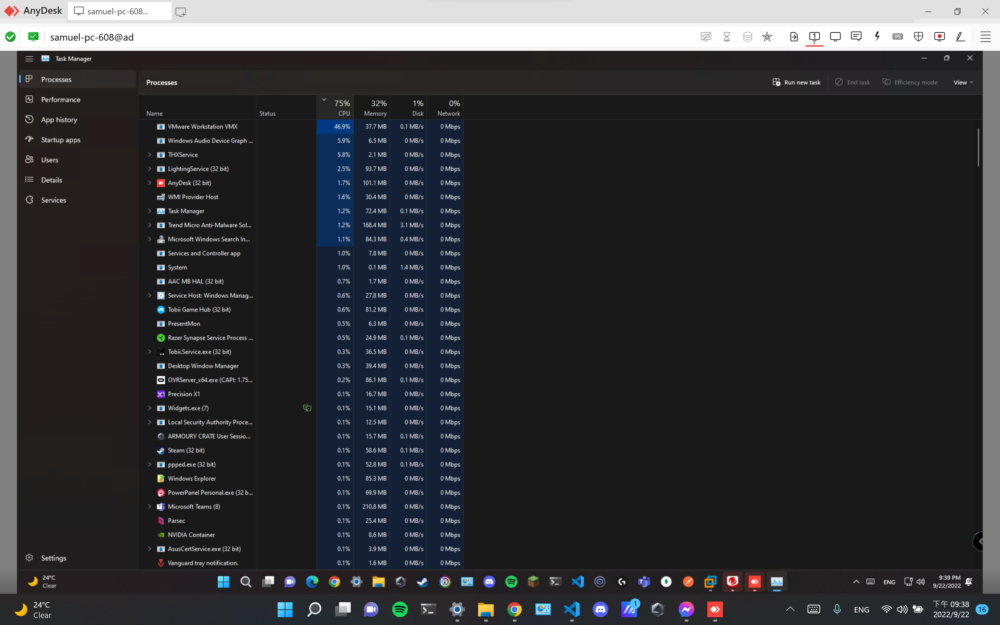 AnyDesk
samuel-pc-608...
samuel-pc-608@ad
1
Task Manager
Processes
Performance
App history
Startup apps
Users
Details
Services
Settings
Processes
Run new task
End task
Efficiency mode
View
75% 32% 1% 0%
Name Status CPU Memory Disk Network
VMware Workstation VMX 46.9% 37.7 MB 0.1 MB/s 0 Mbps
Windows Audio Device Graph ... 5.9% 6.5 MB 0 MB/s 0 Mbps
THXService 5.8% 2.1 MB 0 MB/s 0 Mbps
LightingService (32 bit) 2.5% 93.7 MB 0 MB/s 0 Mbps
AnyDesk (32 bit) 1.7% 101.1 MB 0 MB/s 0 Mbps
WMI Provider Host 1.6% 30.4 MB 0 MB/s 0 Mbps
Task Manager 1.2% 72.4 MB 0.1 MB/s 0 Mbps
Trend Micro Anti-Malware Sol... 1.2% 168.4 MB 3.1 MB/s 0 Mbps
Microsoft Windows Search In... 1.1% 84.3 MB 0.4 MB/s 0 Mbps
Services and Controller app 1.0% 7.8 MB 0 MB/s 0 Mbps
System 1.0% 0.1 MB 1.4 MB/s 0 Mbps
AAC MB HAL (32 bit) 0.7% 1.7 MB 0 MB/s 0 Mbps
Service Host: Windows Manag... 0.6% 27.8 MB 0 MB/s 0 Mbps
Tobii Game Hub (32 bit) 0.6% 81.2 MB 0 MB/s 0 Mbps
PresentMon 0.5% 6.3 MB 0 MB/s 0 Mbps
Razer Synapse Service Process ... 0.5% 24.9 MB 0.1 MB/s 0 Mbps
Tobii.Service.exe (32 bit) 0.3% 36.5 MB 0 MB/s 0 Mbps
Desktop Window Manager 0.3% 39.4 MB 0 MB/s 0 Mbps
OVRServer_x64.exe (CAPI: 1.75... 0.2% 86.1 MB 0.1 MB/s 0 Mbps
Precision X1 0.1% 16.7 MB 0 MB/s 0 Mbps
Widgets.exe (7) 0.1% 15.1 MB 0 MB/s 0 Mbps
Local Security Authority Proce... 0.1% 12.5 MB 0 MB/s 0 Mbps
ARMOURY CRATE User Sessio... 0.1% 15.7 MB 0.1 MB/s 0 Mbps
Steam (32 bit) 0.1% 58.6 MB 0.1 MB/s 0 Mbps
ppped.exe (32 bit) 0.1% 52.8 MB 0.1 MB/s 0 Mbps
Windows Explorer 0.1% 85.3 MB 0 MB/s 0 Mbps
PowerPanel Personal.exe (32 b... 0.1% 69.9 MB 0 MB/s 0 Mbps
Microsoft Teams (8) 0.1% 210.8 MB 0 MB/s 0 Mbps
Parsec 0.1% 25.4 MB 0 MB/s 0 Mbps
NVIDIA Container 0.1% 8.6 MB 0 MB/s 0 Mbps
AsusCertService.exe (32 bit) 0.1% 3.9 MB 0 MB/s 0 Mbps
Vanguard tray notification. 0.1% 1.6 MB 0 MB/s 0 Mbps
24°C
Clear
ENG
9:39 PM
9/22/2022
24°C
Clear
1
ENG
下午 09:38
2022/9/22
16